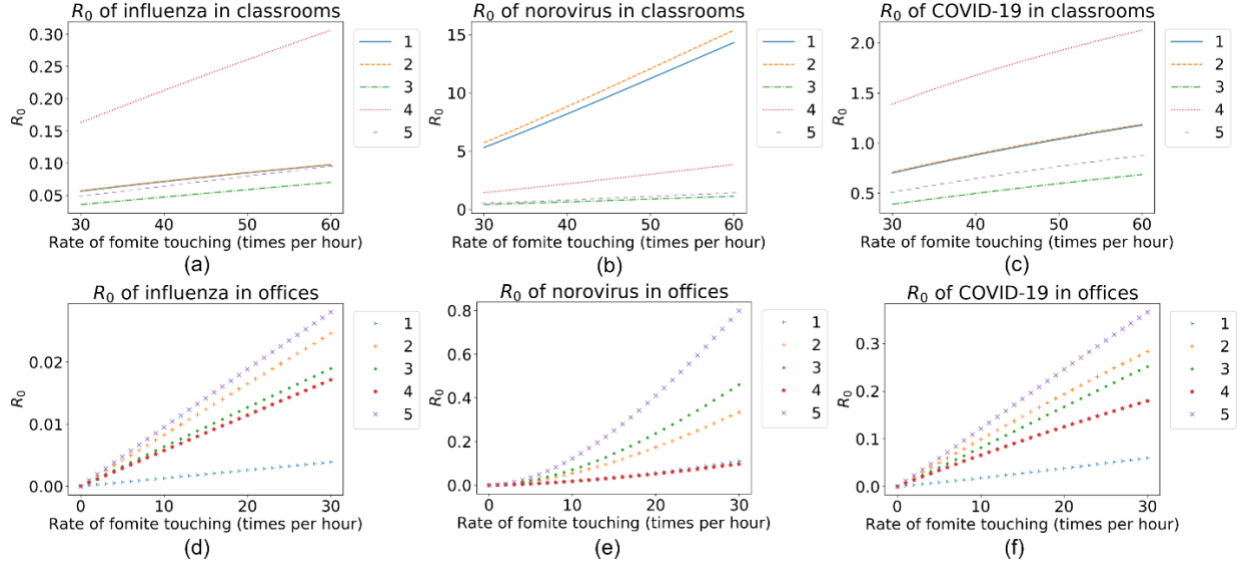 R₀ of influenza in classrooms
R₀
0.30
0.25
0.20
0.15
0.10
0.05
30 40 50 60
Rate of fomite touching (times per hour)
1
2
3
4
5
(a)
R₀ of norovirus in classrooms
R₀
15
10
5
0
30 40 50 60
Rate of fomite touching (times per hour)
1
2
3
4
5
(b)
R₀ of COVID-19 in classrooms
R₀
2.0
1.5
1.0
0.5
30 40 50 60
Rate of fomite touching (times per hour)
1
2
3
4
5
(c)
R₀ of influenza in offices
R₀
0.02
0.01
0.00
0 10 20 30
Rate of fomite touching (times per hour)
1
2
3
4
5
(d)
R₀ of norovirus in offices
R₀
0.8
0.6
0.4
0.2
0.0
0 10 20 30
Rate of fomite touching (times per hour)
1
2
3
4
5
(e)
R₀ of COVID-19 in offices
R₀
0.3
0.2
0.1
0.0
0 10 20 30
Rate of fomite touching (times per hour)
1
2
3
4
5
(f)